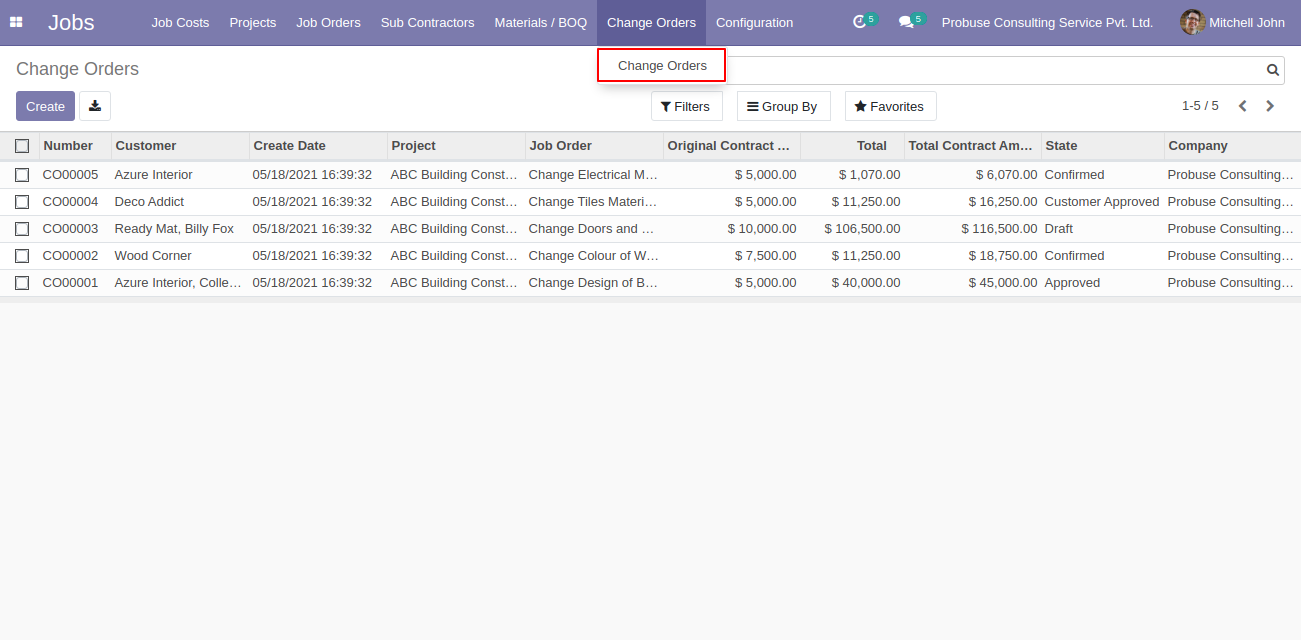 Jobs Job Costs Projects Job Orders Sub Contractors Materials / BOQ Change Orders Configuration 5 5 Probuse Consulting Service Pvt. Ltd. Mitchell John
Change Orders Change Orders
Create Filters Group By Favorites 1-5 / 5
Number Customer Create Date Project Job Order Original Contract ... Total Total Contract Am... State Company
CO00005 Azure Interior 05/18/2021 16:39:32 ABC Building Const... Change Electrical M... $ 5,000.00 $ 1,070.00 $ 6,070.00 Confirmed Probuse Consulting...
CO00004 Deco Addict 05/18/2021 16:39:32 ABC Building Const... Change Tiles Materi... $ 5,000.00 $ 11,250.00 $ 16,250.00 Customer Approved Probuse Consulting...
CO00003 Ready Mat, Billy Fox 05/18/2021 16:39:32 ABC Building Const... Change Doors and ... $ 10,000.00 $ 106,500.00 $ 116,500.00 Draft Probuse Consulting...
CO00002 Wood Corner 05/18/2021 16:39:32 ABC Building Const... Change Colour of W... $ 7,500.00 $ 11,250.00 $ 18,750.00 Confirmed Probuse Consulting...
CO00001 Azure Interior, Colle... 05/18/2021 16:39:32 ABC Building Const... Change Design of B... $ 5,000.00 $ 40,000.00 $ 45,000.00 Approved Probuse Consulting...